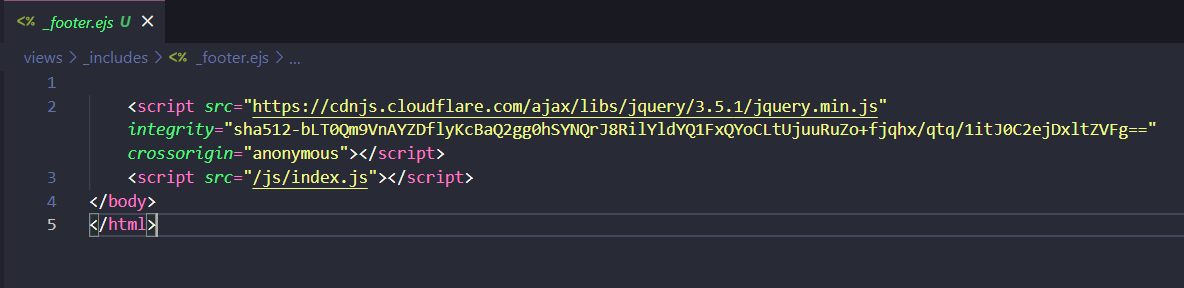 <% _footer.ejs U ×
views > _includes > <% _footer.ejs > ...
1
2 <script src="https://cdnjs.cloudflare.com/ajax/libs/jquery/3.5.1/jquery.min.js"
integrity="sha512-bLT0Qm9VnAYZDflyKcBaQ2gg0hSYNQrJ8RilYldYQ1FxQYoCLtUjuuRuZo+fjqhx/qtq/1itJ0C2ejDxltZVFg=="
crossorigin="anonymous"></script>
3 <script src="/js/index.js"></script>
4 </body>
5 </html>